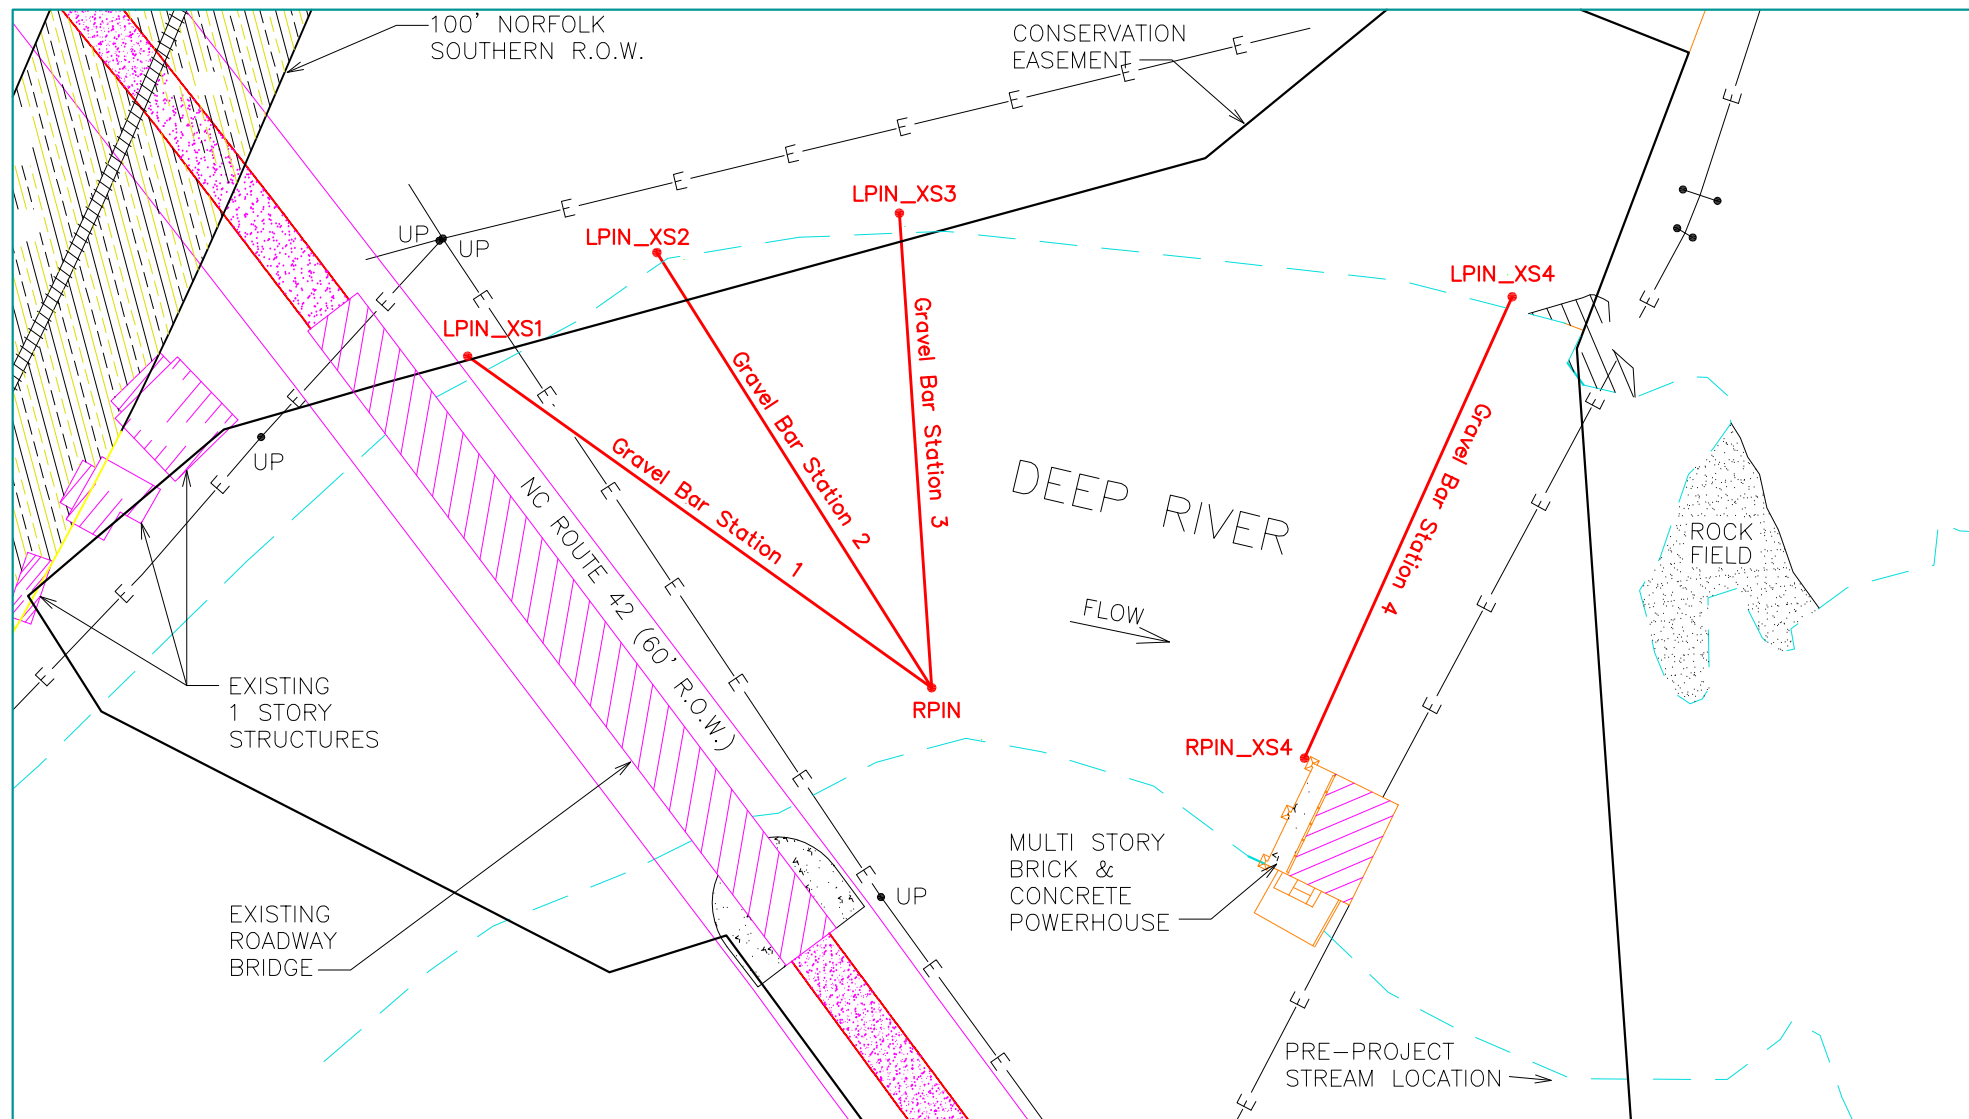 100' NORFOLK
SOUTHERN R.O.W.
CONSERVATION
EASEMENT
E
E
E
E
E
E
E
E
LPIN_XS3
UP
UP
LPIN_XS2
LPIN_XS4
E
E
E
LPIN_XS1
Gravel Bar Station 3
Gravel Bar Station 2
Gravel Bar Station 1
Gravel Bar Station 4
E
E
E
UP
E
E
E
E
NC ROUTE 42 (60' R.O.W.)
DEEP RIVER
ROCK
FIELD
E
E
E
E
FLOW
E
E
EXISTING
1 STORY
STRUCTURES
RPIN
RPIN_XS4
E
E
MULTI STORY
BRICK &
CONCRETE
POWERHOUSE
E
UP
EXISTING
ROADWAY
BRIDGE
E
E
E
PRE-PROJECT
STREAM LOCATION
E